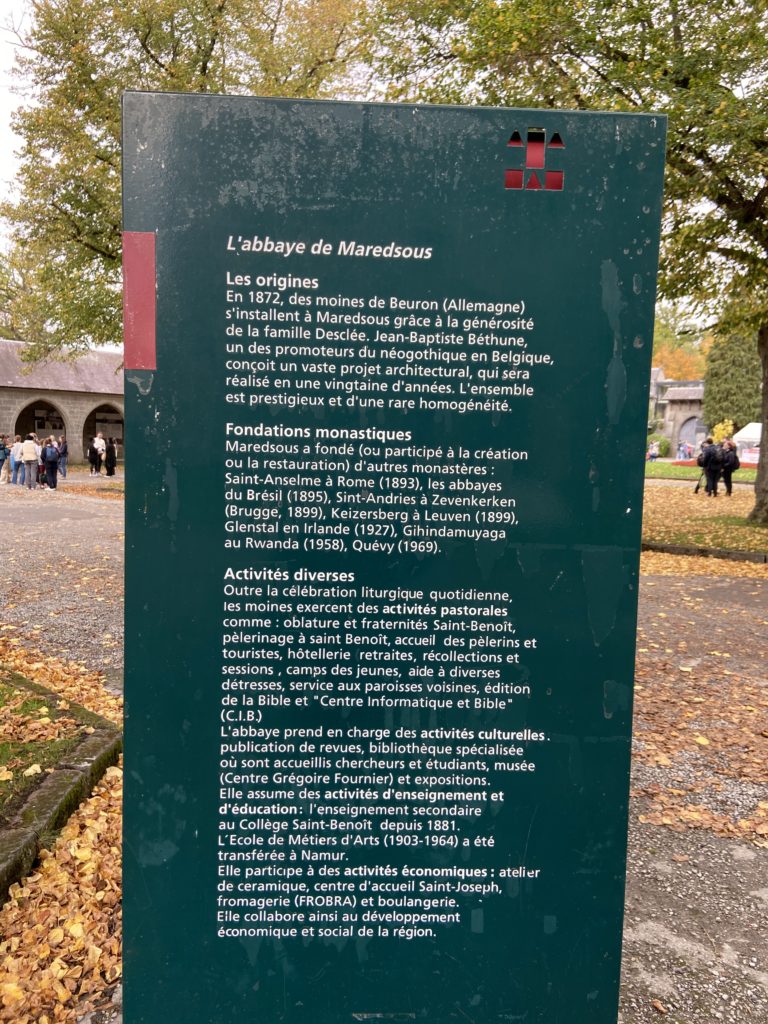 L'abbaye de Maredsous
Les origines
En 1872, des moines de Beuron (Allemagne)
s'installent à Maredsous grâce à la générosité
de la famille Desclée. Jean-Baptiste Béthune,
un des promoteurs du néogothique en Belgique,
conçoit un vaste projet architectural, qui sera
réalisé en une vingtaine d'années. L'ensemble
est prestigieux et d'une rare homogénéité.
Fondations monastiques
Maredsous a fondé (ou participé à la création
ou la restauration) d'autres monastères :
Saint-Anselme à Rome (1893), les abbayes
du Brésil (1895), Sint-Andries à Zevenkerken
(Brugge, 1899), Keizersberg à Leuven (1899),
Glenstal en Irlande (1927), Gihindamuyaga
au Rwanda (1958), Quévy (1969).
Activités diverses
Outre la célébration liturgique quotidienne,
les moines exercent des activités pastorales
comme : oblature et fraternités Saint-Benoît,
pèlerinage à saint Benoît, accueil des pèlerins et
touristes, hôtellerie retraites, récollections et
sessions , camps des jeunes, aide à diverses
détresses, service aux paroisses voisines, édition
de la Bible et "Centre Informatique et Bible"
(C.I.B.)
L'abbaye prend en charge des activités culturelles.
publication de revues, bibliothèque spécialisée
où sont accueillis chercheurs et étudiants, musée
(Centre Grégoire Fournier) et expositions.
Elle assume des activités d'enseignement et
d'éducation: l'enseignement secondaire
au Collège Saint-Benoît depuis 1881.
L'Ecole de Métiers d'Arts (1903-1964) a été
transférée à Namur.
Elle participe à des activités économiques : atelier
de ceramique, centre d'accueil Saint-Joseph,
fromagerie (FROBRA) et boulangerie.
Elle collabore ainsi au développement
économique et social de la région.